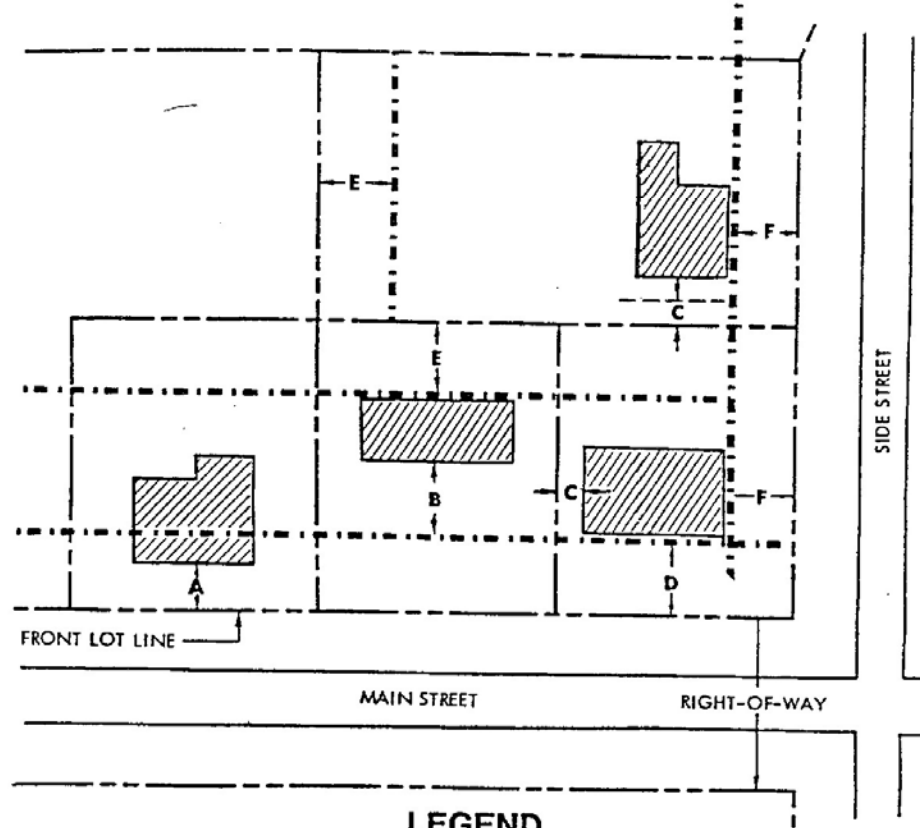 E
F
C
E
SIDE STREET
B
C
F
A
D
FRONT LOT LINE
MAIN STREET
RIGHT-OF-WAY
LEGEND